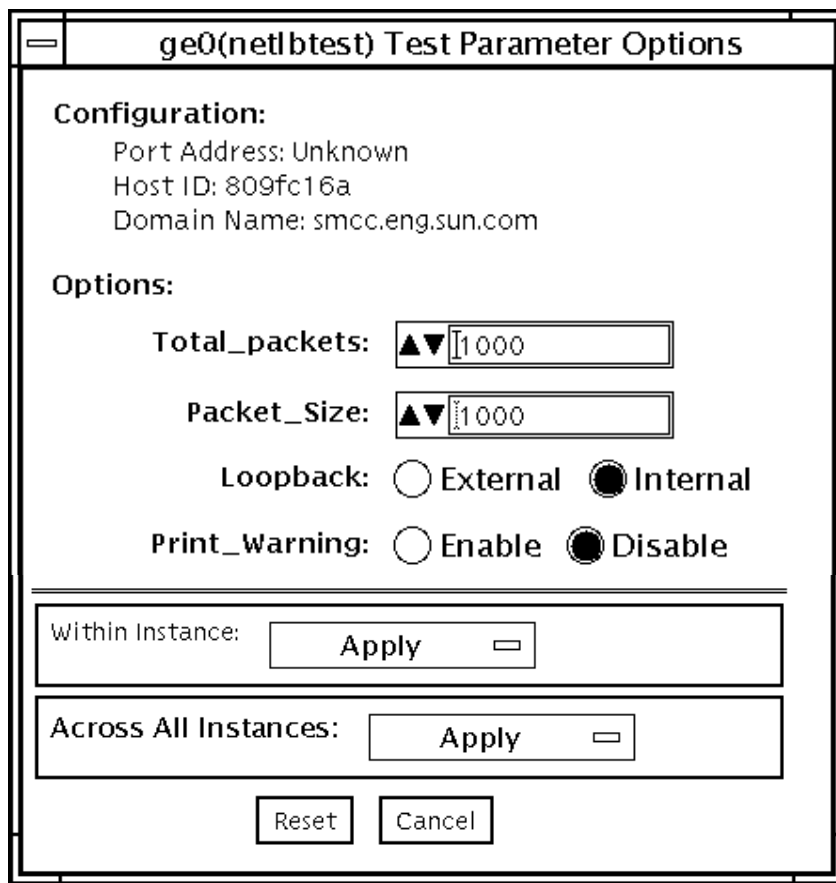 ge0(netlbtest) Test Parameter Options
Configuration:
Port Address: Unknown
Host ID: 809fc16a
Domain Name: smcc.eng.sun.com
Options:
Total_packets: 1000
Packet_Size: 1000
Loopback: External Internal
Print_Warning: Enable Disable
Within Instance: Apply
Across All Instances: Apply
Reset Cancel